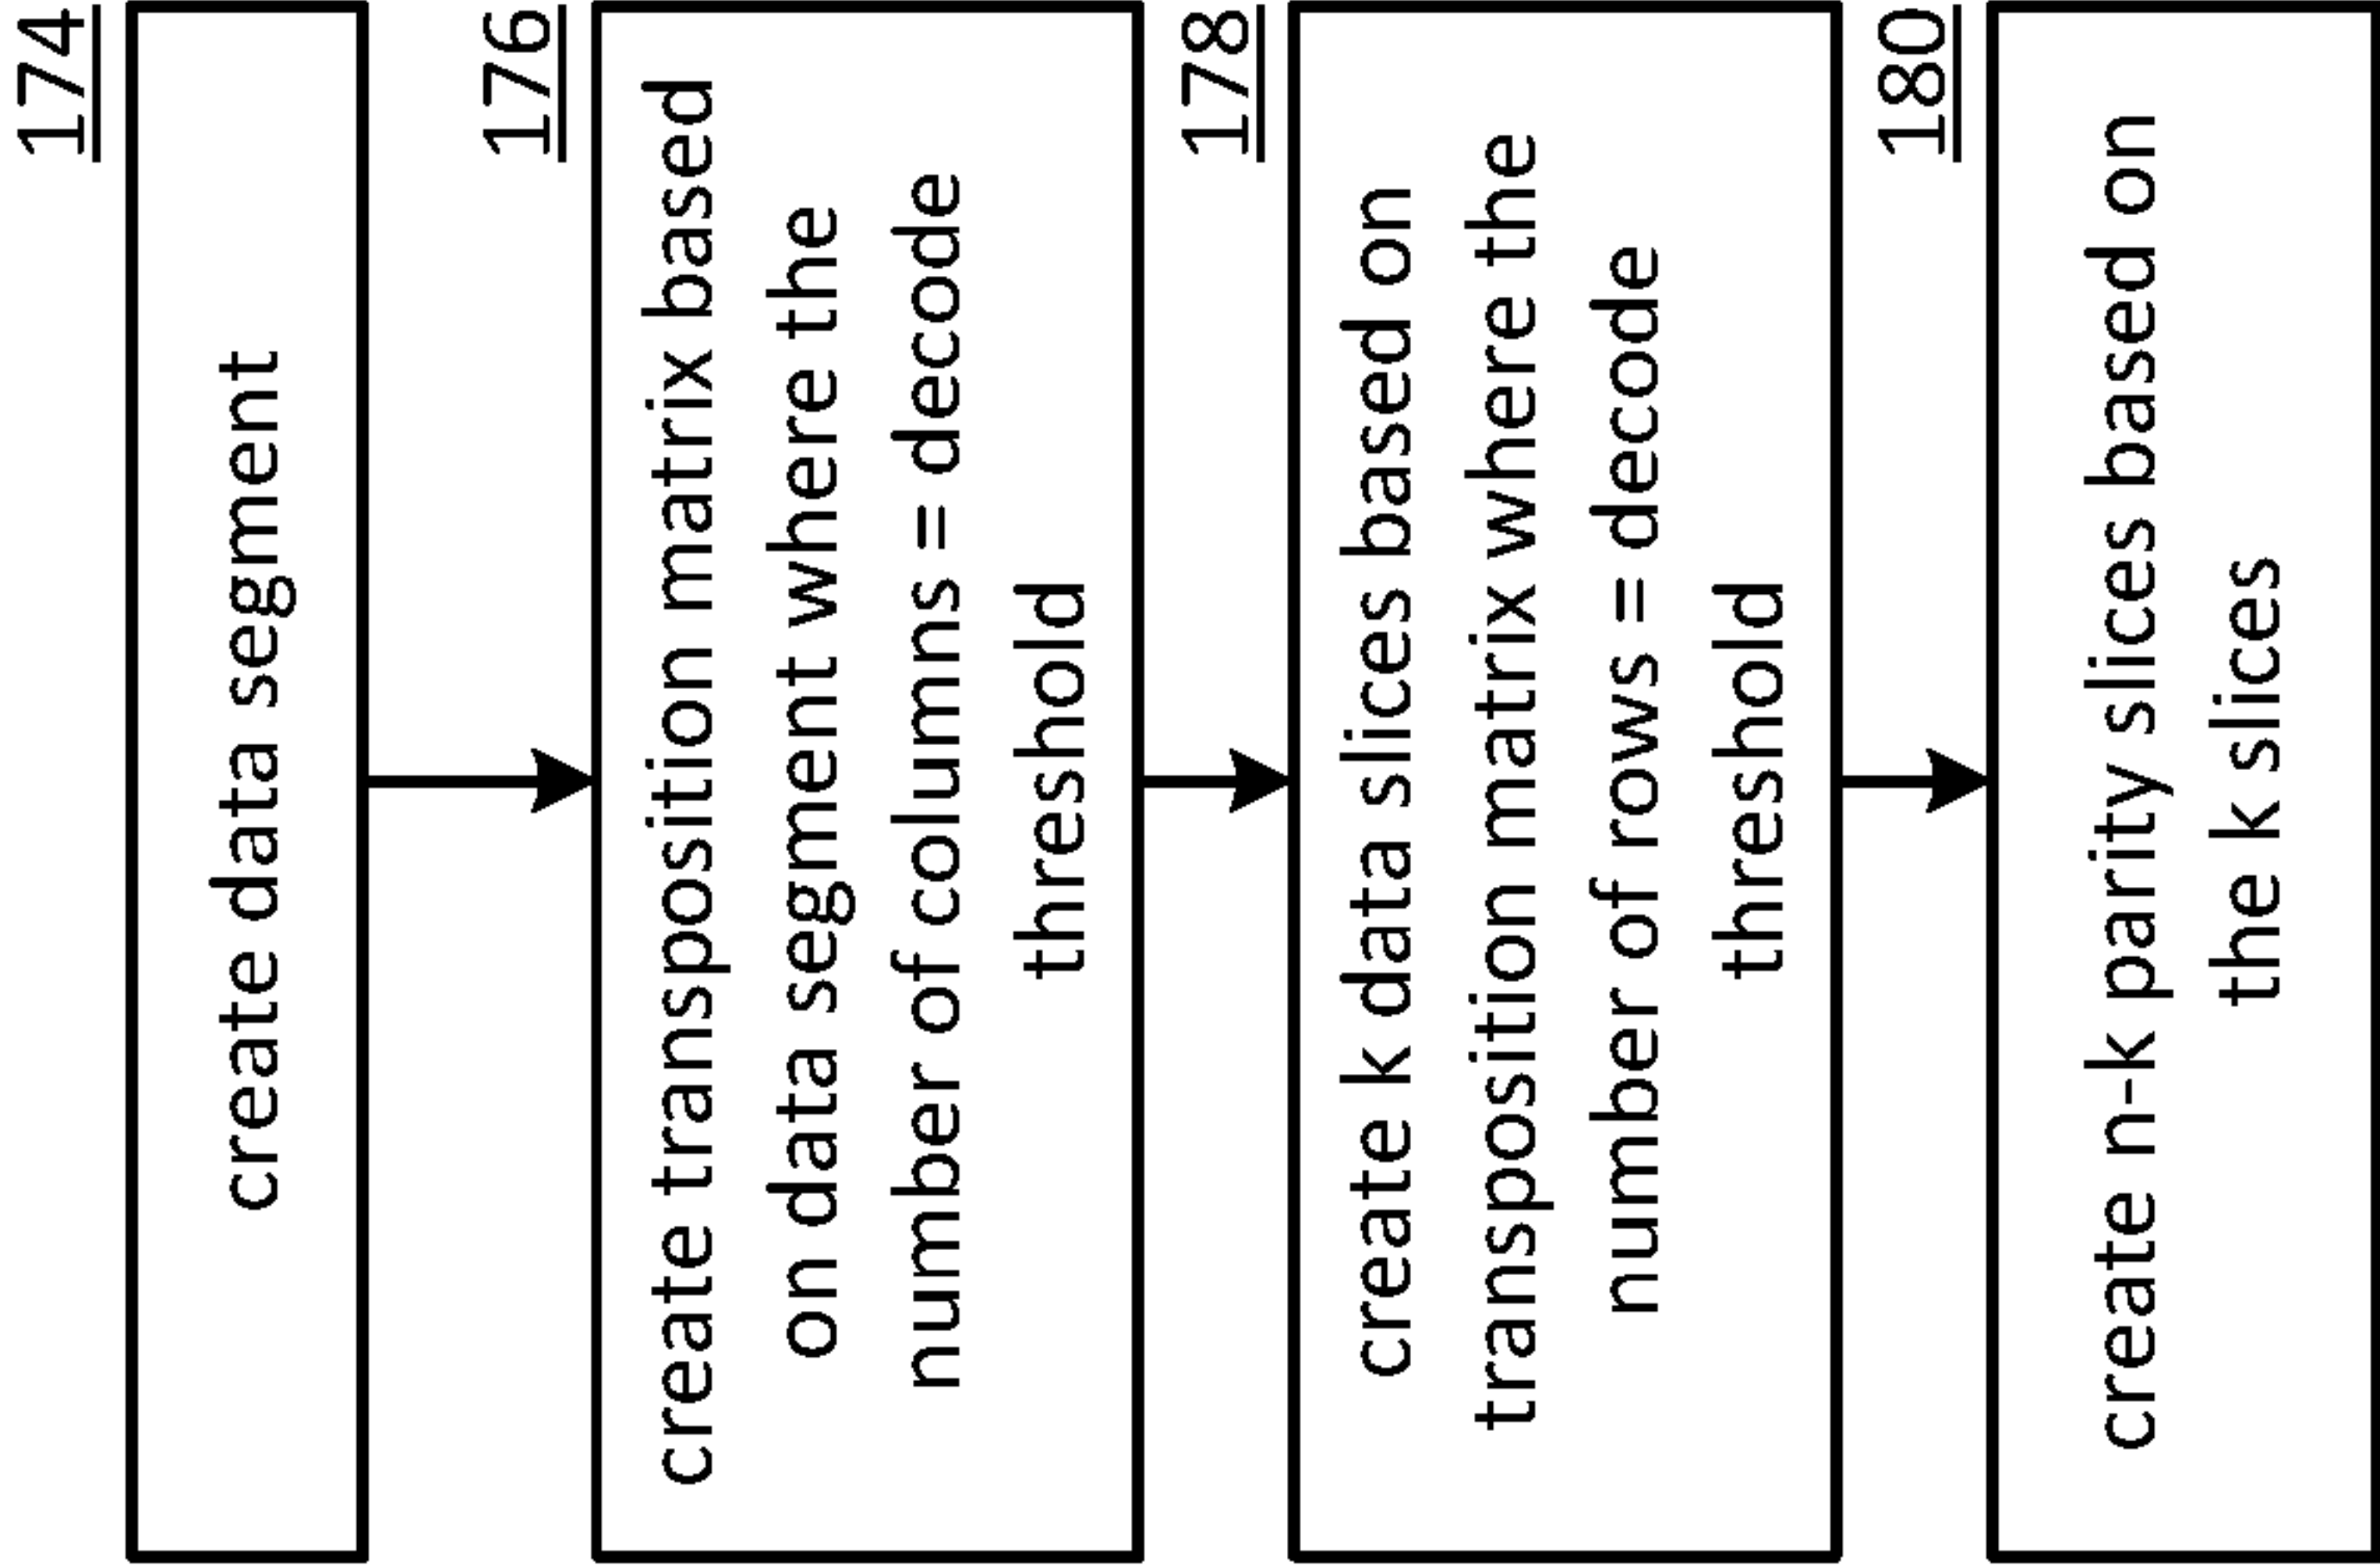 174
create data segment
176
create transposition matrix based
on data segment where the
number of columns = decode
threshold
178
create k data slices based on
transposition matrix where the
number of rows = decode
threshold
180
create n-k parity slices based on
the k slices